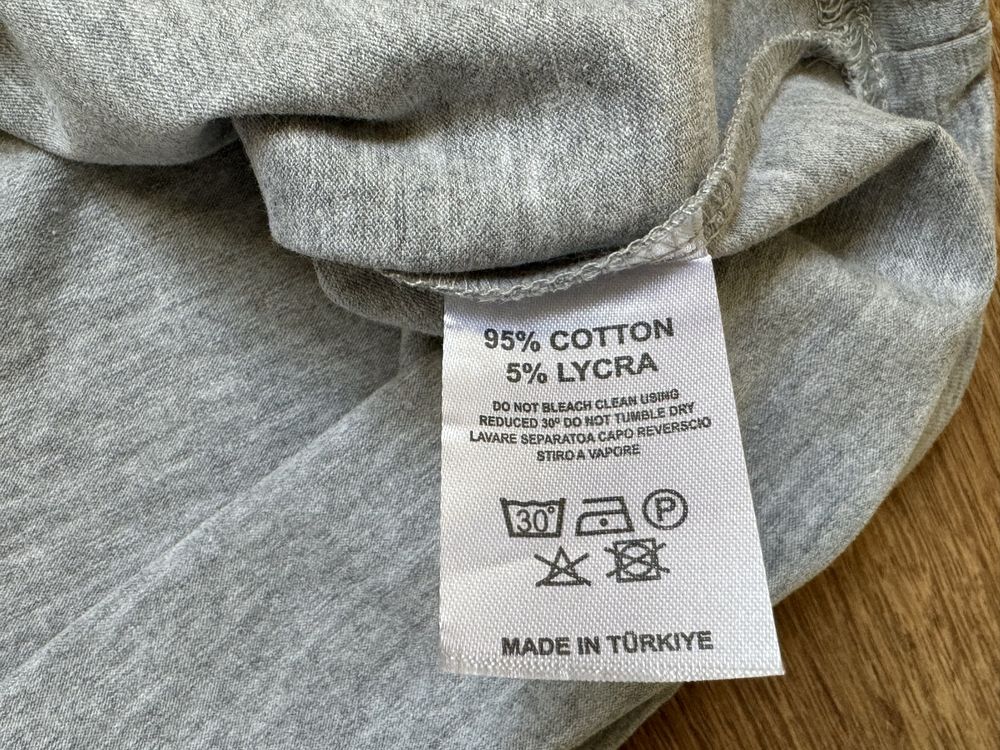 95% COTTON
5% LYCRA
DO NOT BLEACH CLEAN USING
REDUCED 30º DO NOT TUMBLE DRY
LAVARE SEPARATOA CAPO REVERSCIO
STIRO A VAPORE
30° P
MADE IN TÜRKIYE